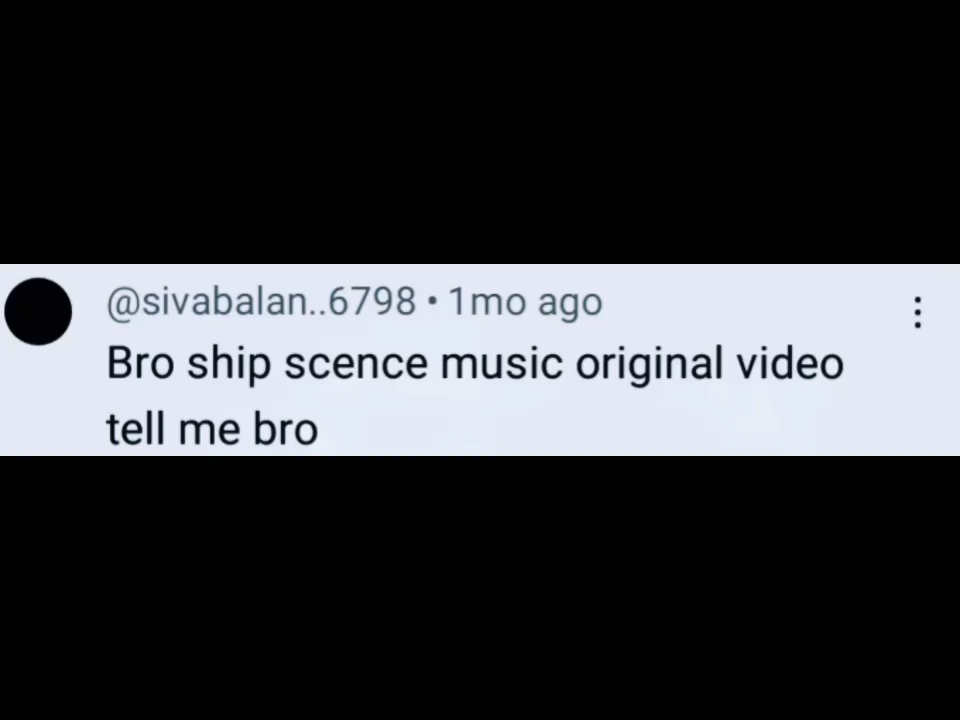 @sivabalan..6798 • 1mo ago
Bro ship scence music original video
tell me bro